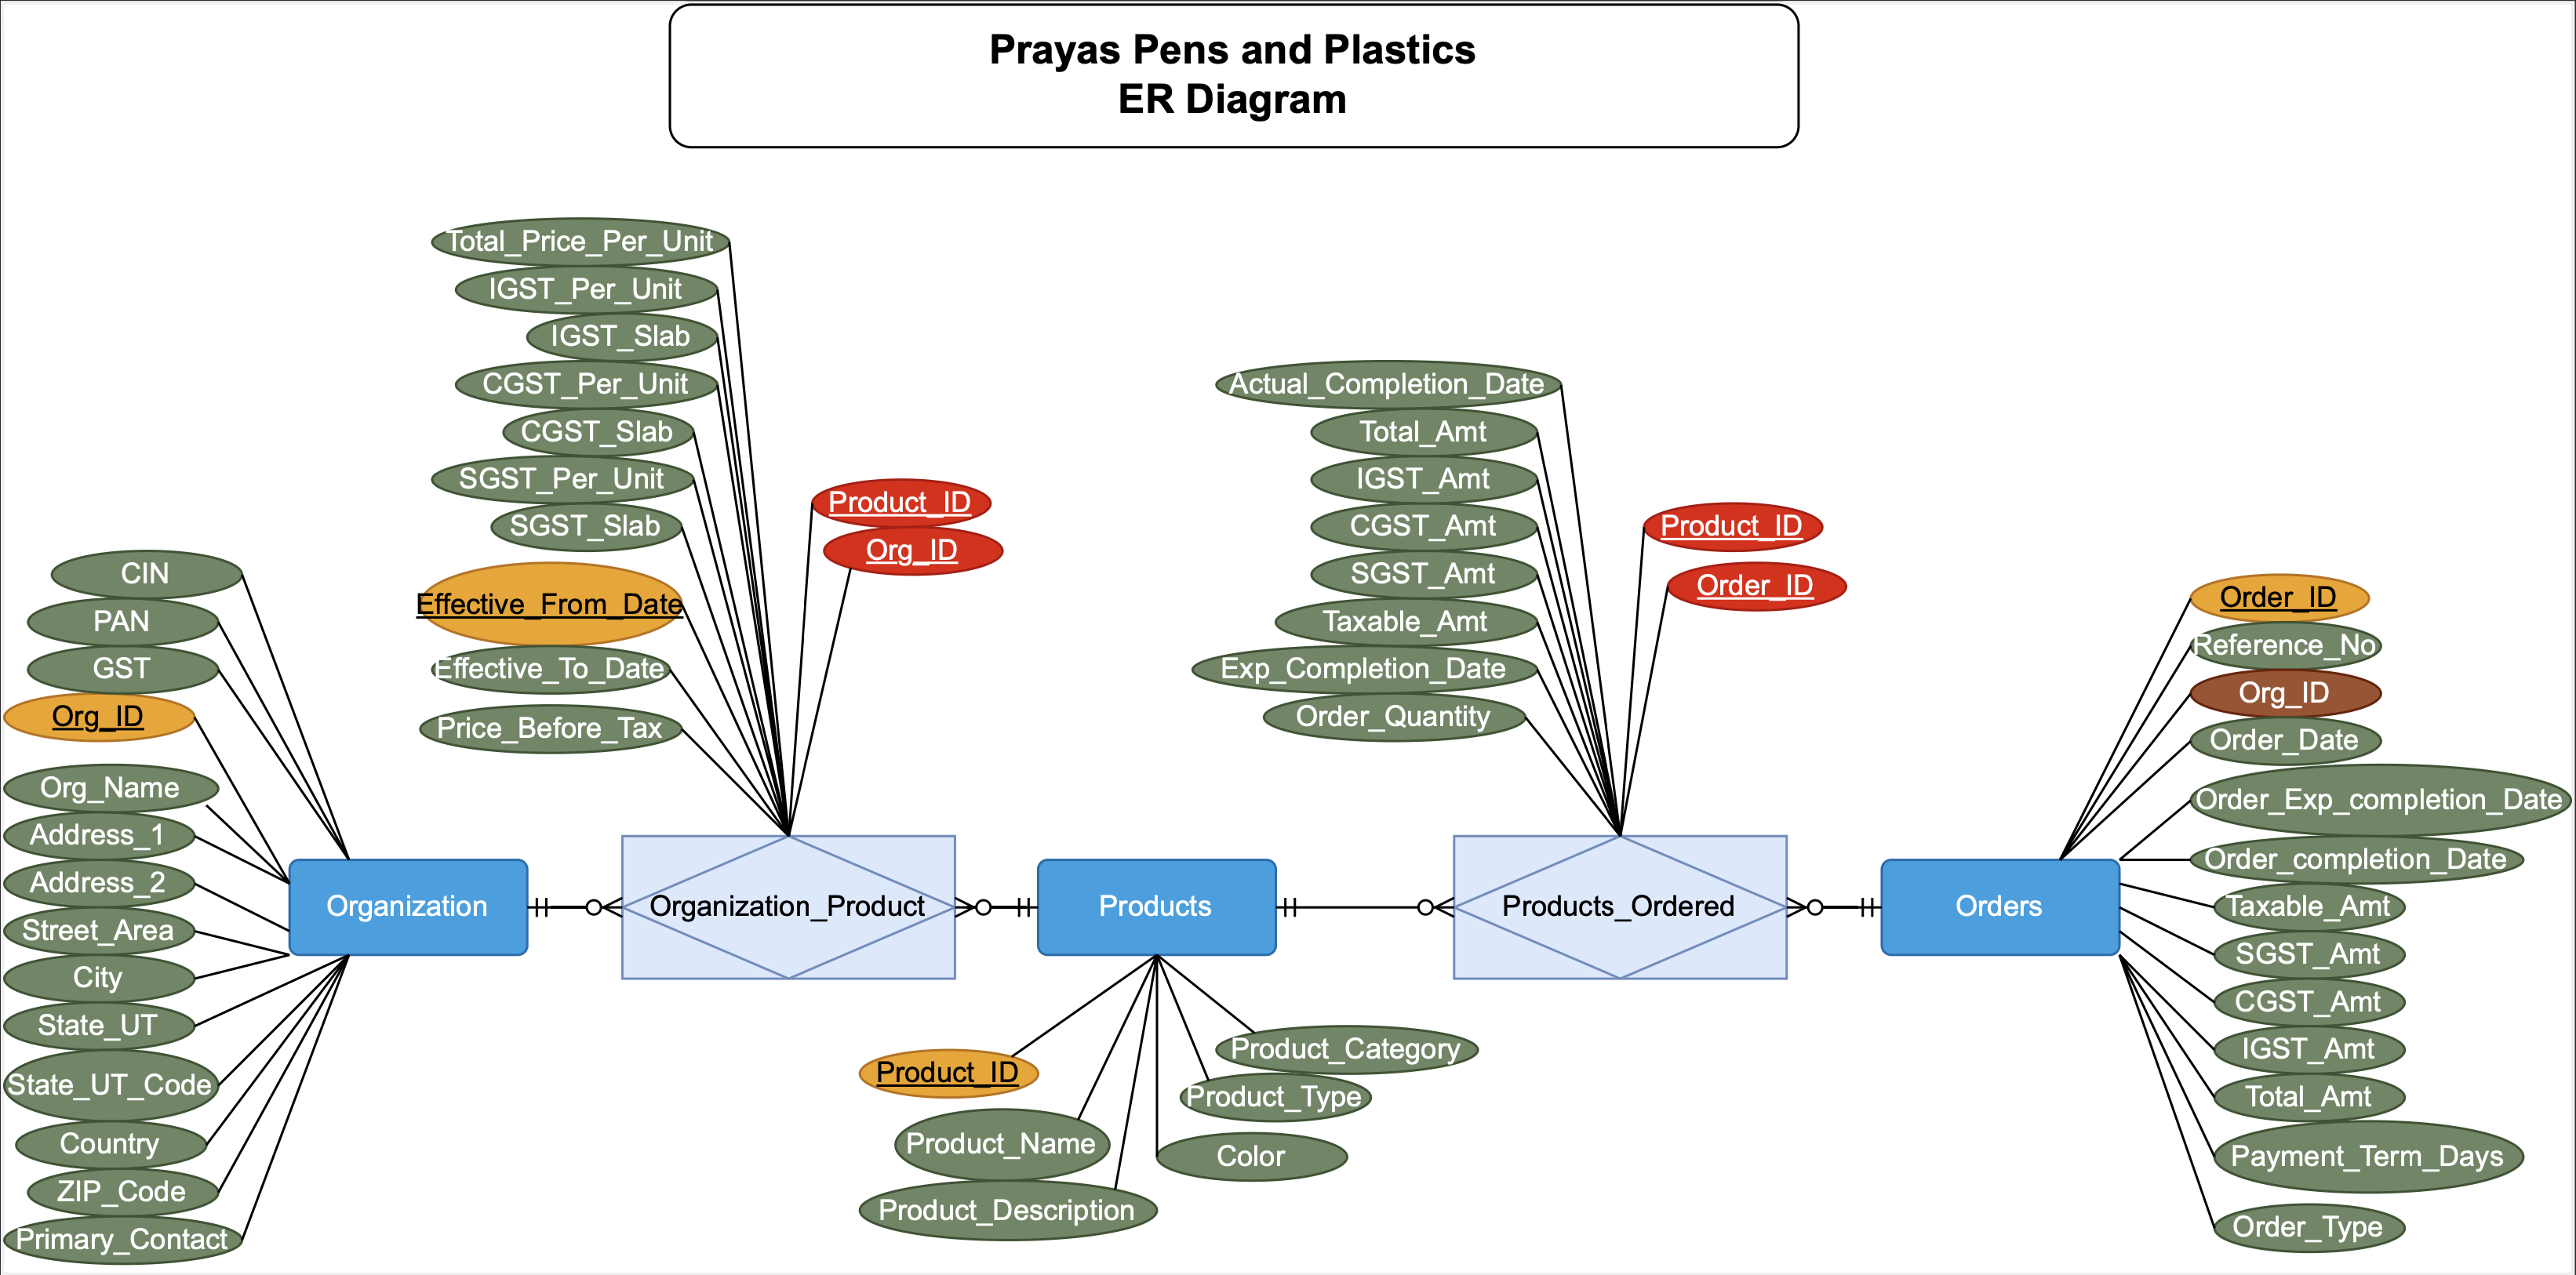 Prayas Pens and Plastics
ER Diagram
Total_Price_Per_Unit
IGST_Per_Unit
IGST_Slab
CGST_Per_Unit
CGST_Slab
SGST_Per_Unit
SGST_Slab
Effective_From_Date
Effective_To_Date
Price_Before_Tax
Product_ID
Org_ID
Actual_Completion_Date
Total_Amt
IGST_Amt
CGST_Amt
SGST_Amt
Taxable_Amt
Exp_Completion_Date
Order_Quantity
Product_ID
Order_ID
CIN
PAN
GST
Org_ID
Org_Name
Address_1
Address_2
Street_Area
City
State_UT
State_UT_Code
Country
ZIP_Code
Primary_Contact
Organization
Organization_Product
Products
Products_Ordered
Orders
Product_ID
Product_Name
Product_Description
Product_Category
Product_Type
Color
Order_ID
Reference_No
Org_ID
Order_Date
Order_Exp_completion_Date
Order_completion_Date
Taxable_Amt
SGST_Amt
CGST_Amt
IGST_Amt
Total_Amt
Payment_Term_Days
Order_Type